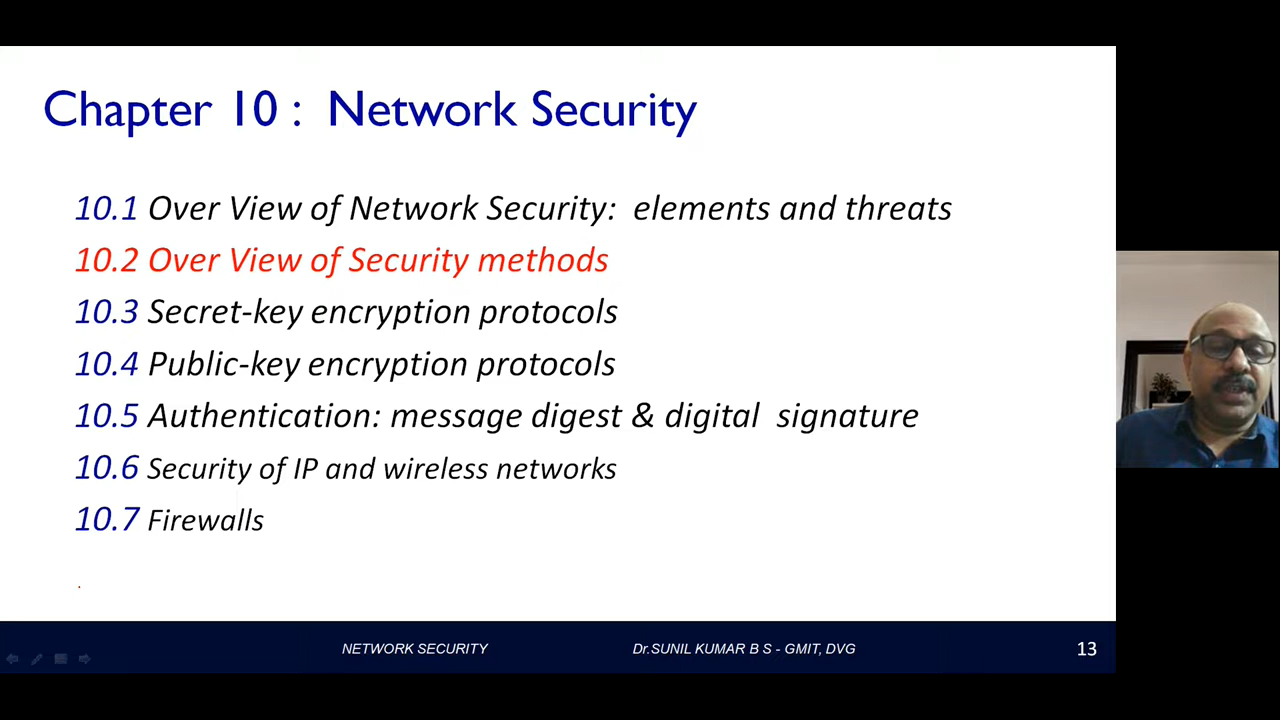 Chapter 10 : Network Security
10.1 Over View of Network Security: elements and threats
10.2 Over View of Security methods
10.3 Secret-key encryption protocols
10.4 Public-key encryption protocols
10.5 Authentication: message digest & digital signature
10.6 Security of IP and wireless networks
10.7 Firewalls
.
NETWORK SECURITY Dr.SUNIL KUMAR B S - GMIT, DVG 13